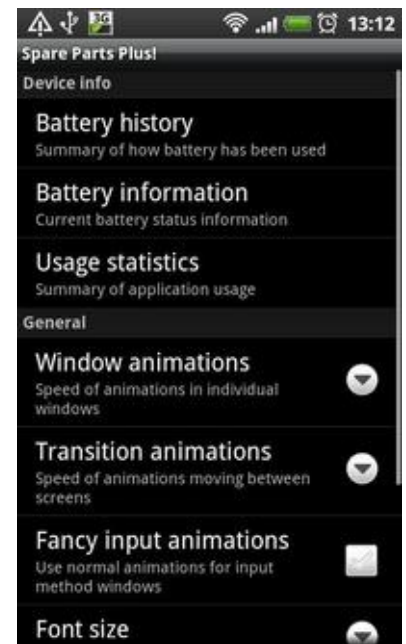 3G
13:12
Spare Parts Plus!
Device info
Battery history
Summary of how battery has been used
Battery information
Current battery status information
Usage statistics
Summary of application usage
General
Window animations
Speed of animations in individual
windows
Transition animations
Speed of animations moving between
screens
Fancy input animations
Use normal animations for input
method windows
Font size